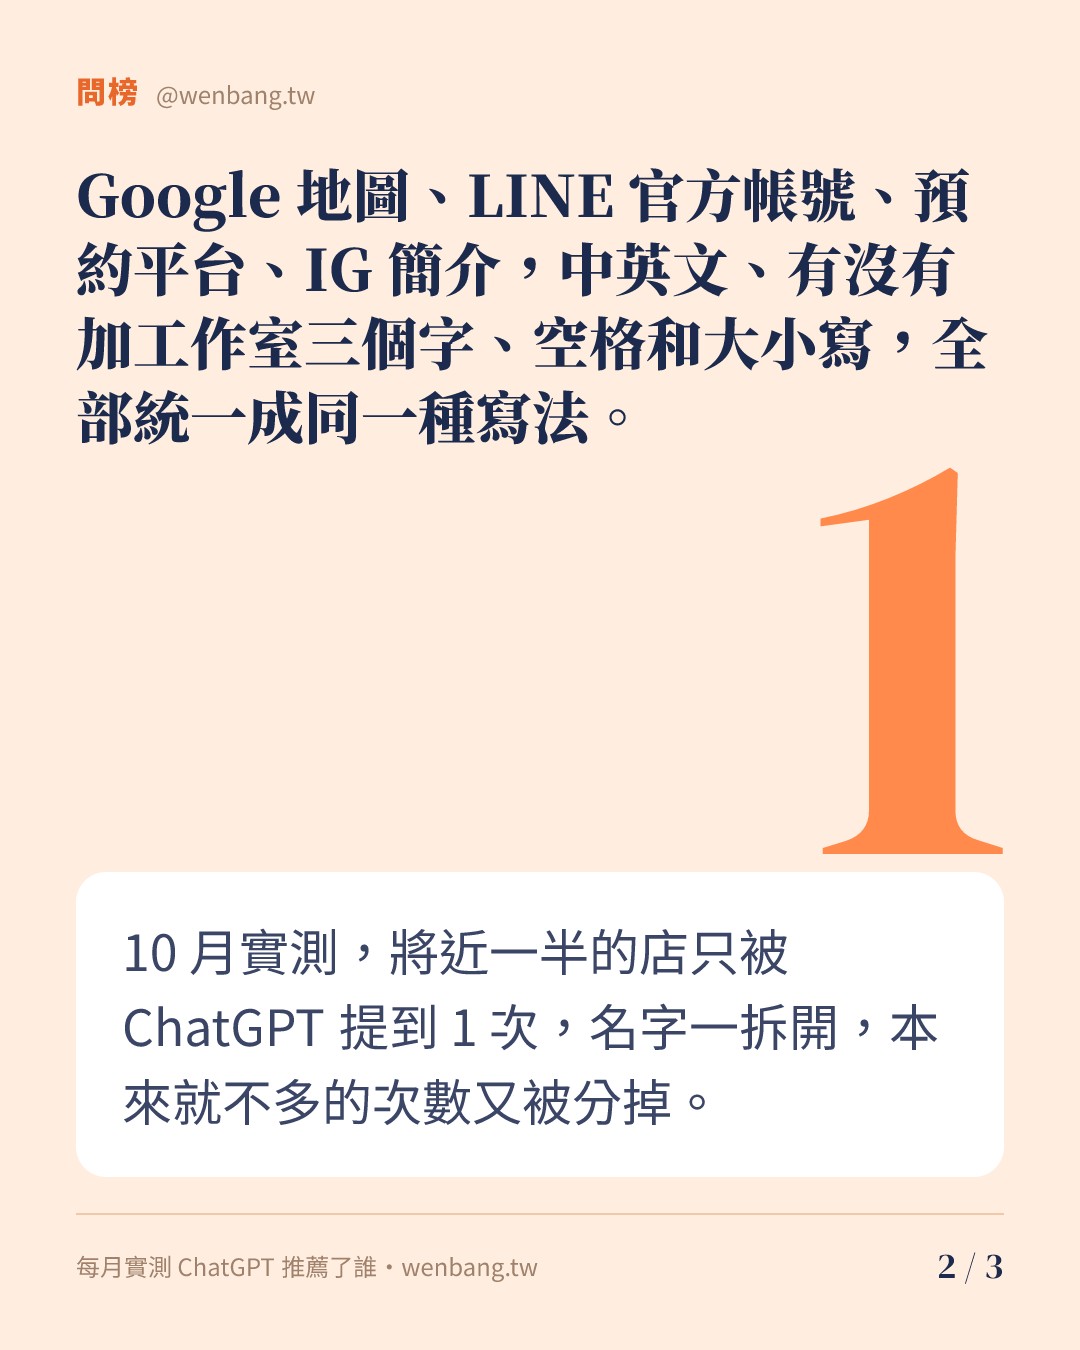 問榜 @wenbang.tw
Google 地圖、LINE 官方帳號、預
約平台、IG 簡介，中英文、有沒有
加工作室三個字、空格和大小寫，全
部統一成同一種寫法。
1
10 月實測，將近一半的店只被
ChatGPT 提到 1 次，名字一拆開，本
來就不多的次數又被分掉。
每月實測 ChatGPT 推薦了誰・wenbang.tw
2 / 3